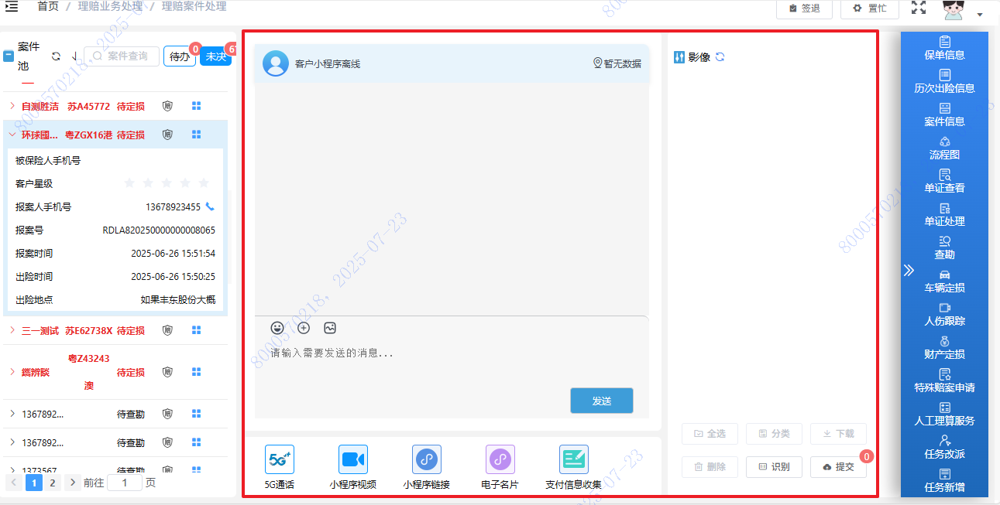 首页 / 理赔业务处理 / 理赔案件处理
签退
置忙
案件池
案件查询
待办
0
未决
6
自测胜洁 苏A45772 待定损
环球國... 粤ZGX16港 待定损
被保险人手机号
客户星级
报案人手机号 13678923455
报案号 RDLA820250000000008065
报案时间 2025-06-26 15:51:54
出险时间 2025-06-26 15:50:25
出险地点 如果丰东股份大概
三一测试 苏E62738X 待定损
粤Z43243澳 待定损
1367892... 待查勘
1367892... 待查勘
1373567 待查勘
1 2 前往 1 页
客户小程序离线
暂无数据
请输入需要发送的消息...
发送
5G通话
小程序视频
小程序链接
电子名片
支付信息收集
影像
全选
分类
下载
删除
识别
提交
0
保单信息
历次出险信息
案件信息
流程图
单证查看
单证处理
查勘
车辆定损
人伤跟踪
财产定损
特殊赔案申请
人工理算服务
任务改派
任务新增
8000570218，2025-07-23